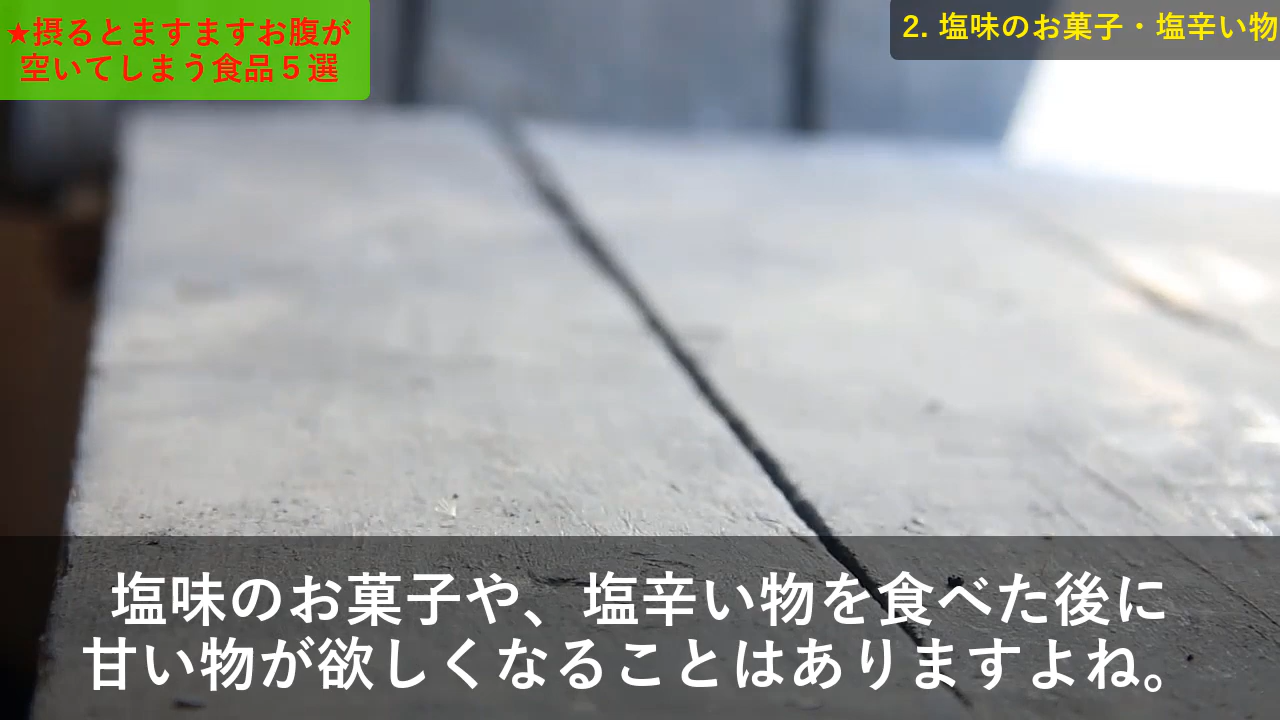 ★摂るとますますお腹が
空いてしまう食品５選
2. 塩味のお菓子・塩辛い物
塩味のお菓子や、塩辛い物を食べた後に
甘い物が欲しくなることはありますよね。